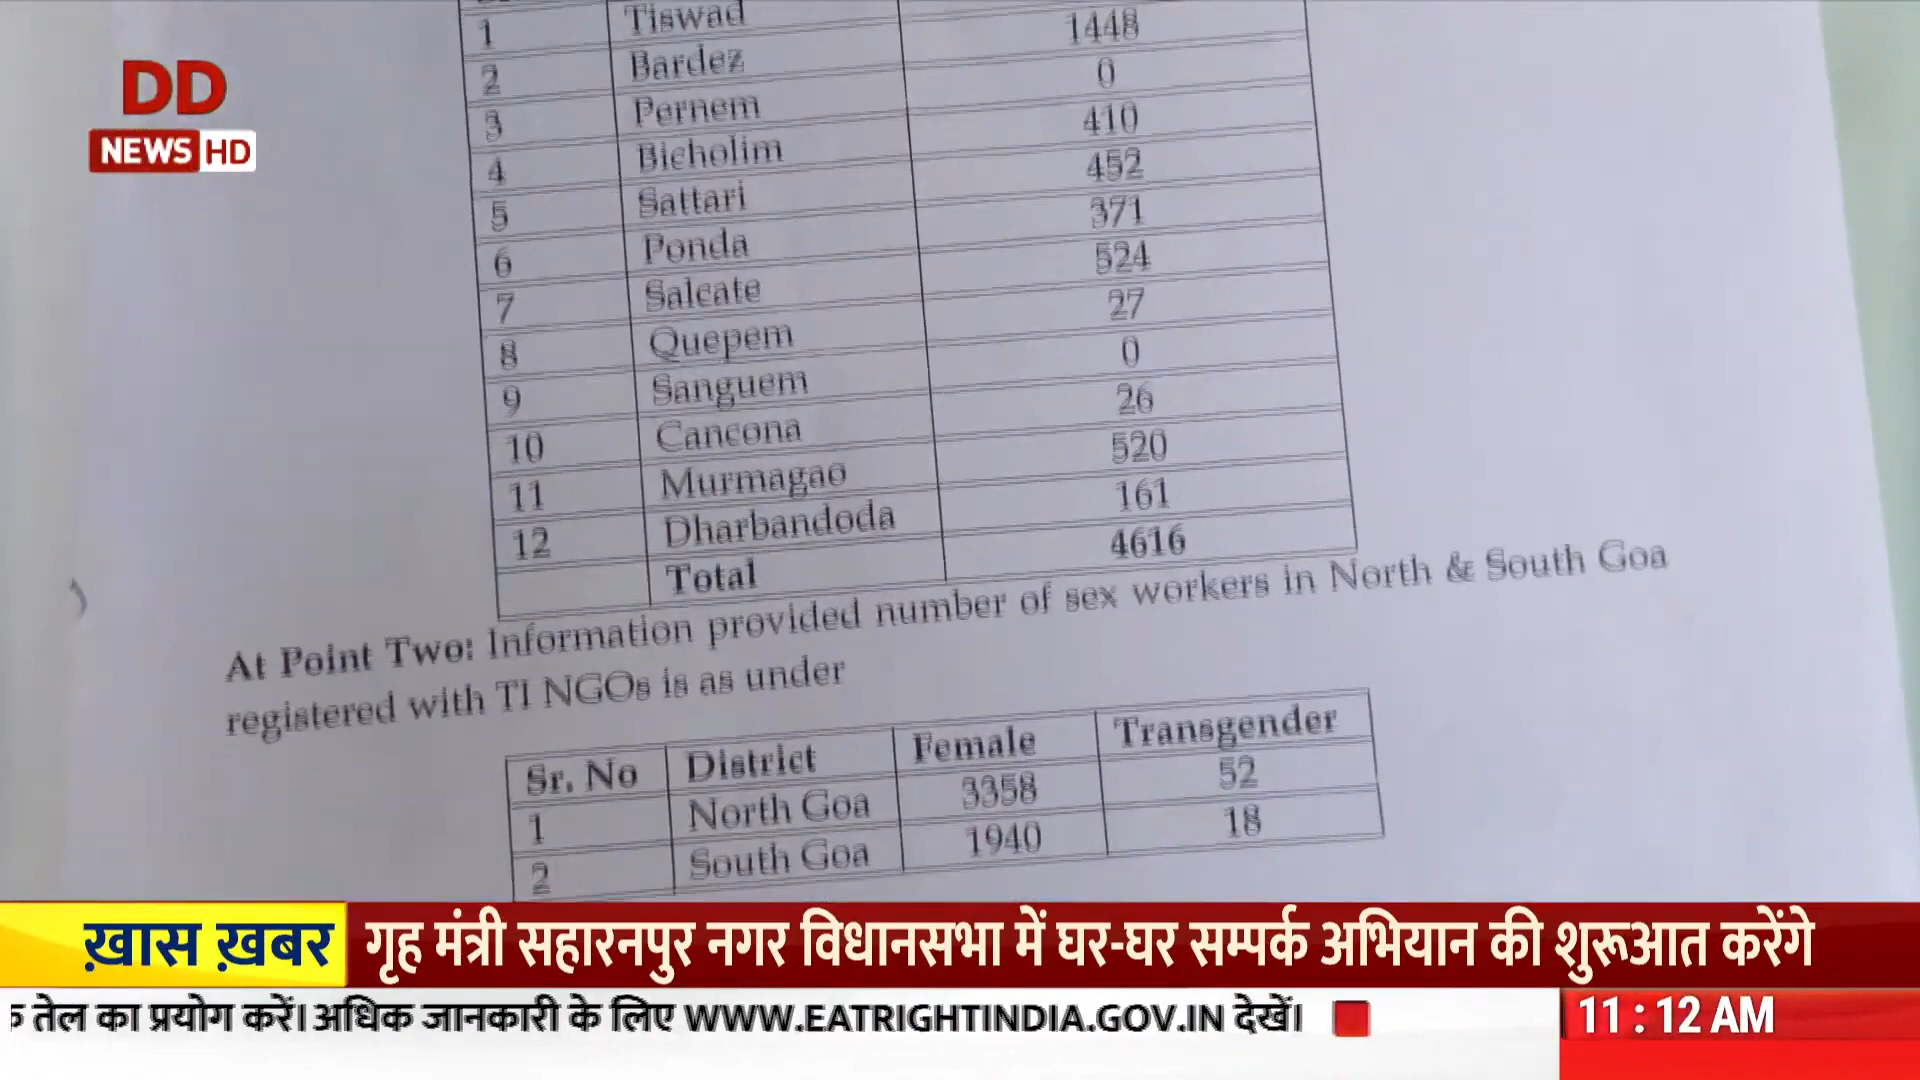 DD
NEWS HD
1 Tiswad
2 Bardez 1448
3 Pernem 0
4 Bicholim 410
5 Sattari 452
6 Ponda 371
7 Salcate 524
8 Quepem 27
9 Sanguem 0
10 Cancona 26
11 Murmagao 520
12 Dharbandoda 161
Total 4616
At Point Two: Information provided number of sex workers in North & South Goa
registered with TI NGOs is as under
Sr. No District Female Transgender
1 North Goa 3358 52
2 South Goa 1940 18
ख़ास ख़बर गृह मंत्री सहारनपुर नगर विधानसभा में घर-घर सम्पर्क अभियान की शुरूआत करेंगे
तेल का प्रयोग करें। अधिक जानकारी के लिए WWW.EATRIGHTINDIA.GOV.IN देखें। 11 : 12 AM